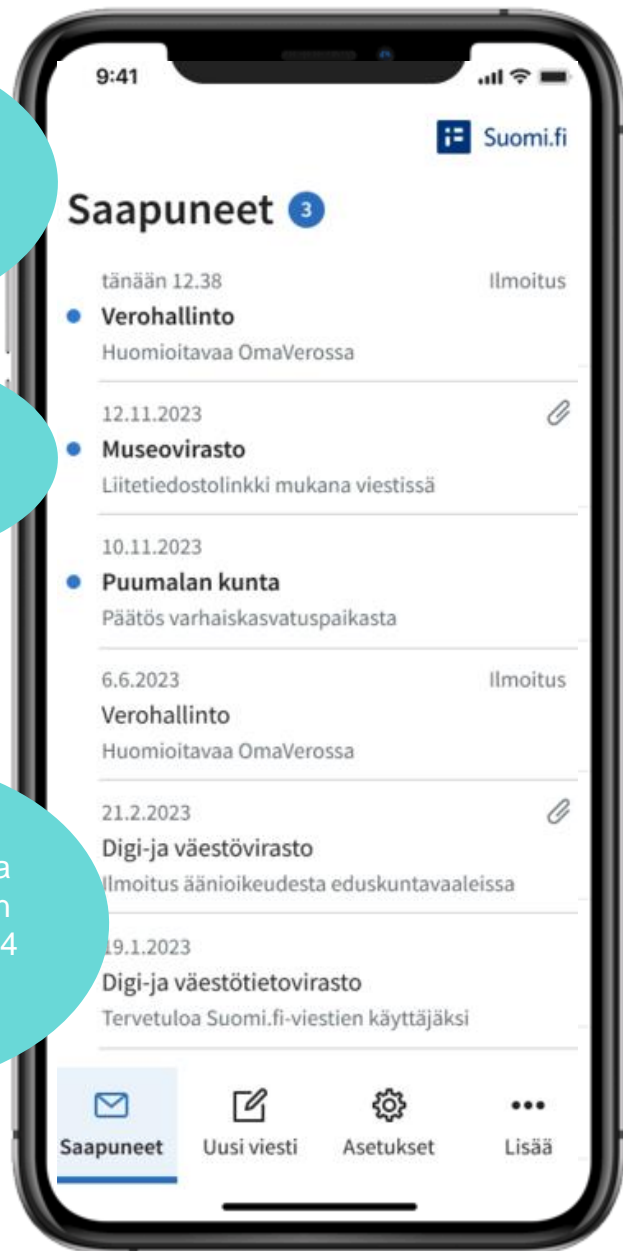 9:41
Suomi.fi
Saapuneet 3
tänään 12.38 Ilmoitus
Verohallinto
Huomioitavaa OmaVerossa
12.11.2023
Museovirasto
Liitetiedostolinkki mukana viestissä
10.11.2023
Puumalan kunta
Päätös varhaiskasvatuspaikasta
6.6.2023 Ilmoitus
Verohallinto
Huomioitavaa OmaVerossa
21.2.2023
Digi-ja väestövirasto
Ilmoitus äänioikeudesta eduskuntavaaleissa
19.1.2023
Digi-ja väestötietovirasto
Tervetuloa Suomi.fi-viestien käyttäjäksi
Saapuneet Uusi viesti Asetukset Lisää
4